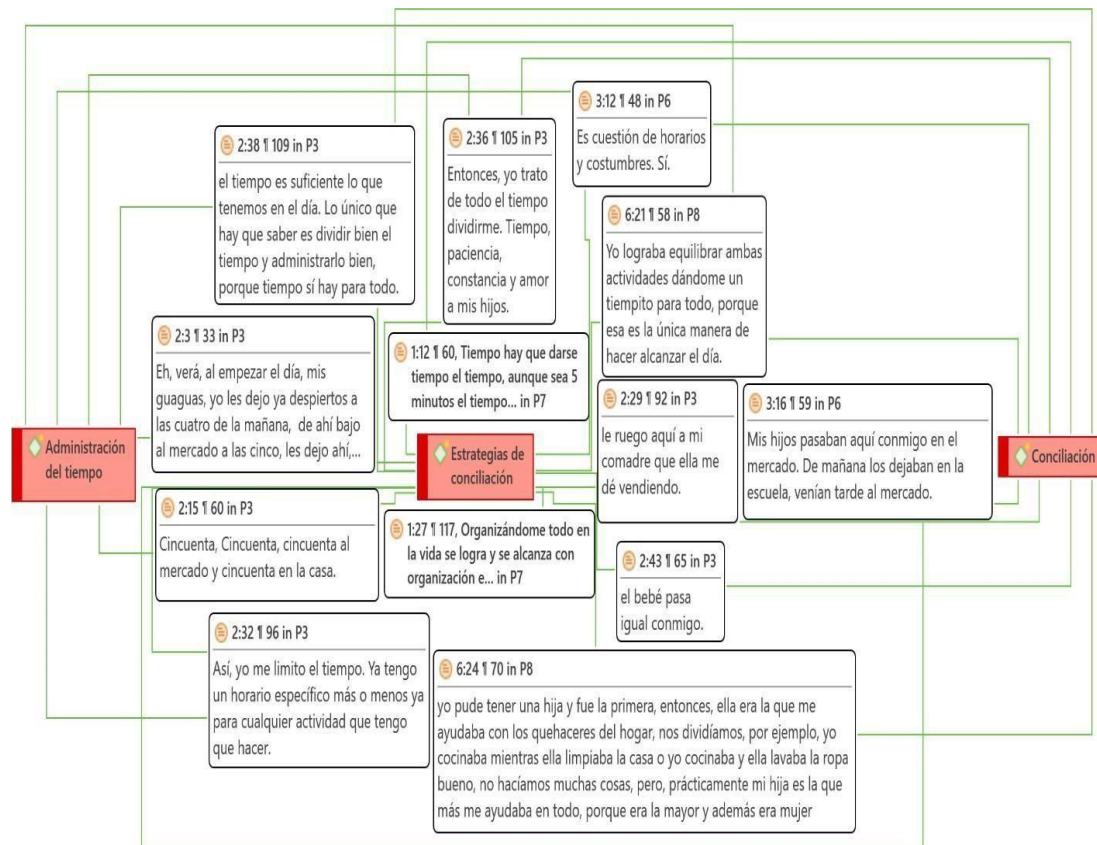 3:12 ¶ 48 in P6
Es cuestión de horarios
y costumbres. Sí.
2:38 ¶ 109 in P3
el tiempo es suficiente lo que
tenemos en el día. Lo único que
hay que saber es dividir bien el
tiempo y administrarlo bien,
porque tiempo sí hay para todo.
2:36 ¶ 105 in P3
Entonces, yo trato
de todo el tiempo
dividirme. Tiempo,
paciencia,
constancia y amor
a mis hijos.
6:21 ¶ 58 in P8
Yo lograba equilibrar ambas
actividades dándome un
tiempito para todo, porque
esa es la única manera de
hacer alcanzar el día.
2:3 ¶ 33 in P3
Eh, verá, al empezar el día, mis
guaguas, yo les dejo ya despiertos a
las cuatro de la mañana, de ahí bajo
al mercado a las cinco, les dejo ahí,...
1:12 ¶ 60, Tiempo hay que darse
tiempo el tiempo, aunque sea 5
minutos el tiempo... in P7
2:29 ¶ 92 in P3
le ruego aquí a mi
comadre que ella me
dé vendiendo.
3:16 ¶ 59 in P6
Mis hijos pasaban aquí conmigo en el
mercado. De mañana los dejaban en la
escuela, venían tarde al mercado.
Administración
del tiempo
Estrategias de
conciliación
Conciliación
2:15 ¶ 60 in P3
Cincuenta, Cincuenta, cincuenta al
mercado y cincuenta en la casa.
1:27 ¶ 117, Organizándome todo en
la vida se logra y se alcanza con
organización e... in P7
2:43 ¶ 65 in P3
el bebé pasa
igual conmigo.
2:32 ¶ 96 in P3
Así, yo me limito el tiempo. Ya tengo
un horario específico más o menos ya
para cualquier actividad que tengo
que hacer.
6:24 ¶ 70 in P8
yo pude tener una hija y fue la primera, entonces, ella era la que me
ayudaba con los quehaceres del hogar, nos dividíamos, por ejemplo, yo
cocinaba mientras ella limpiaba la casa o yo cocinaba y ella lavaba la ropa
bueno, no hacíamos muchas cosas, pero, prácticamente mi hija es la que
más me ayudaba en todo, porque era la mayor y además era mujer